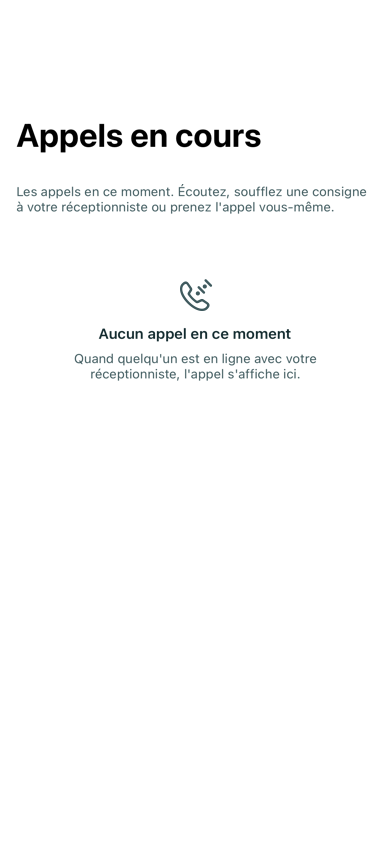 Appels en cours
Les appels en ce moment. Écoutez, soufflez une consigne
à votre réceptionniste ou prenez l'appel vous-même.
Aucun appel en ce moment
Quand quelqu'un est en ligne avec votre
réceptionniste, l'appel s'affiche ici.